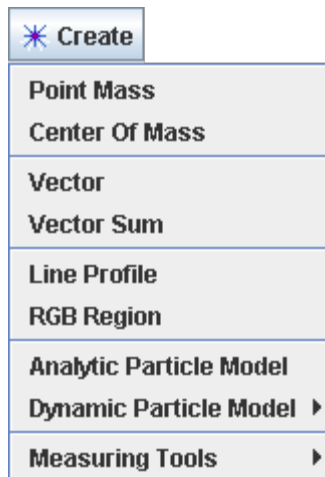 Create
Point Mass
Center Of Mass
Vector
Vector Sum
Line Profile
RGB Region
Analytic Particle Model
Dynamic Particle Model
Measuring Tools